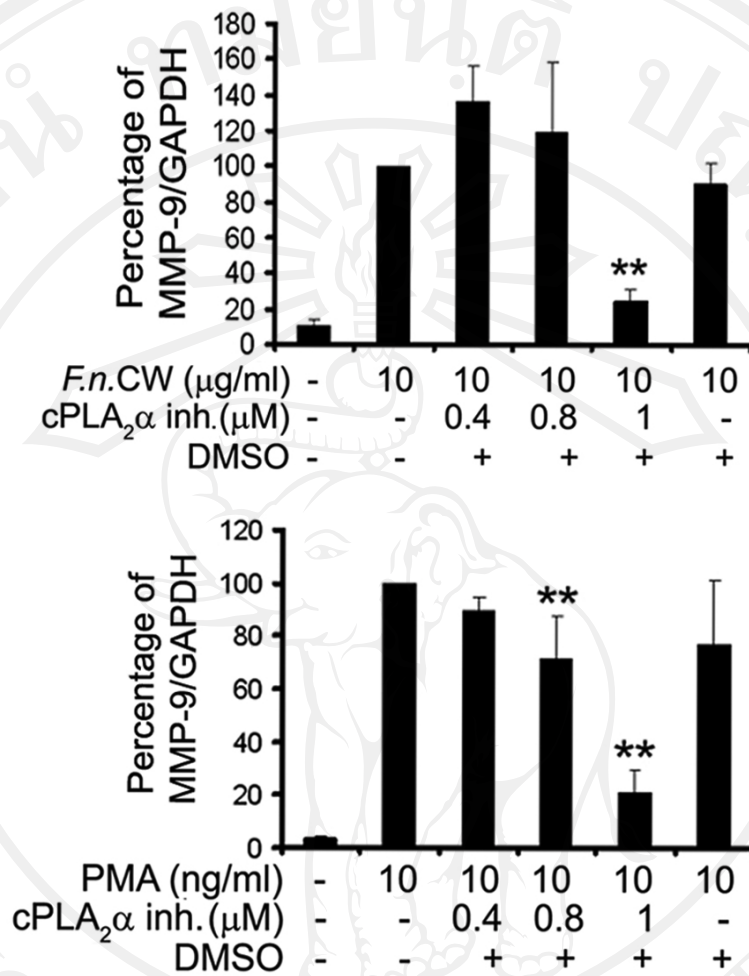 Percentage of
MMP-9/GAPDH
180
160
140
120
100
80
60
40
20
0
**
F.n.CW (μg/ml) - 10 10 10 10 10
cPLA₂α inh.(μM) - - 0.4 0.8 1 -
DMSO - - + + + +
Percentage of
MMP-9/GAPDH
120
100
80
60
40
20
0
**
**
PMA (ng/ml) - 10 10 10 10 10
cPLA₂α inh.(μM) - - 0.4 0.8 1 -
DMSO - - + + + +